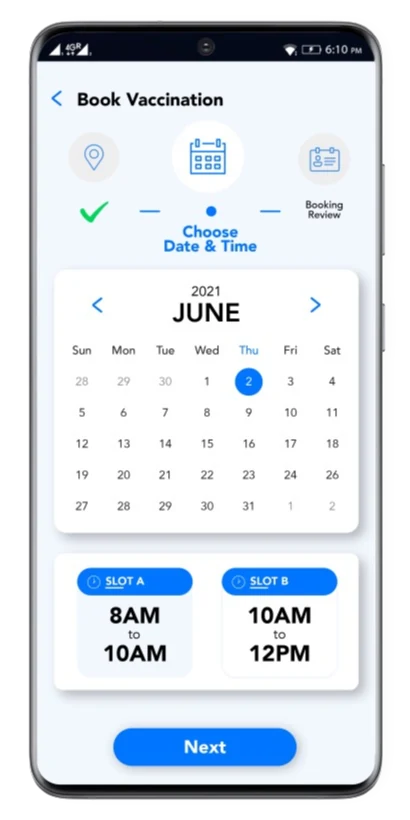 4GR 6:10 PM
Book Vaccination
Booking
Review
Choose
Date & Time
2021
JUNE
Sun Mon Tue Wed Thu Fri Sat
28 29 30 1 2 3 4
5 6 7 8 9 10 11
12 13 14 15 16 17 18
19 20 21 22 23 24 26
27 28 29 30 31 1 2
SLOT A SLOT B
8AM 10AM
to to
10AM 12PM
Next